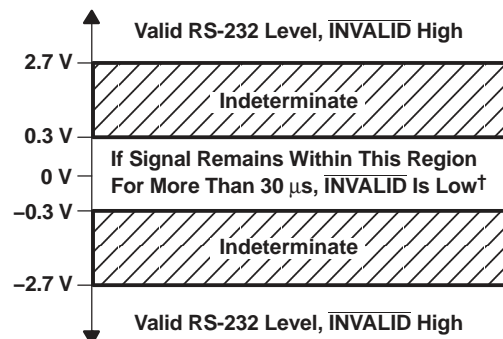 Valid RS-232 Level, INVALID High
2.7 V
Indeterminate
0.3 V
If Signal Remains Within This Region
0 V
For More Than 30 μs, INVALID Is Low†
−0.3 V
Indeterminate
−2.7 V
Valid RS-232 Level, INVALID High